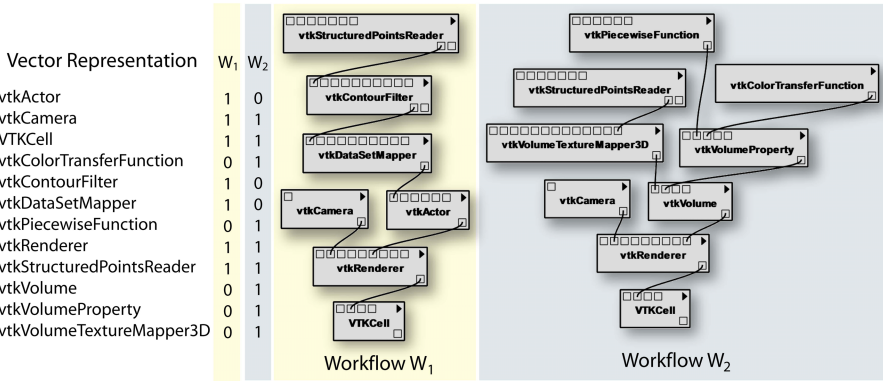 Vector Representation W1 W2
vtkActor 1 0
vtkCamera 1 1
VTKCell 1 1
vtkColorTransferFunction 0 1
vtkContourFilter 1 0
vtkDataSetMapper 1 0
vtkPiecewiseFunction 0 1
vtkRenderer 1 1
vtkStructuredPointsReader 1 1
vtkVolume 0 1
vtkVolumeProperty 0 1
vtkVolumeTextureMapper3D 0 1
vtkStructuredPointsReader
vtkContourFilter
vtkDataSetMapper
vtkCamera
vtkActor
vtkRenderer
VTKCell
Workflow W1
vtkPiecewiseFunction
vtkStructuredPointsReader
vtkColorTransferFunction
vtkVolumeTextureMapper3D
vtkVolumeProperty
vtkCamera
vtkVolume
vtkRenderer
VTKCell
Workflow W2